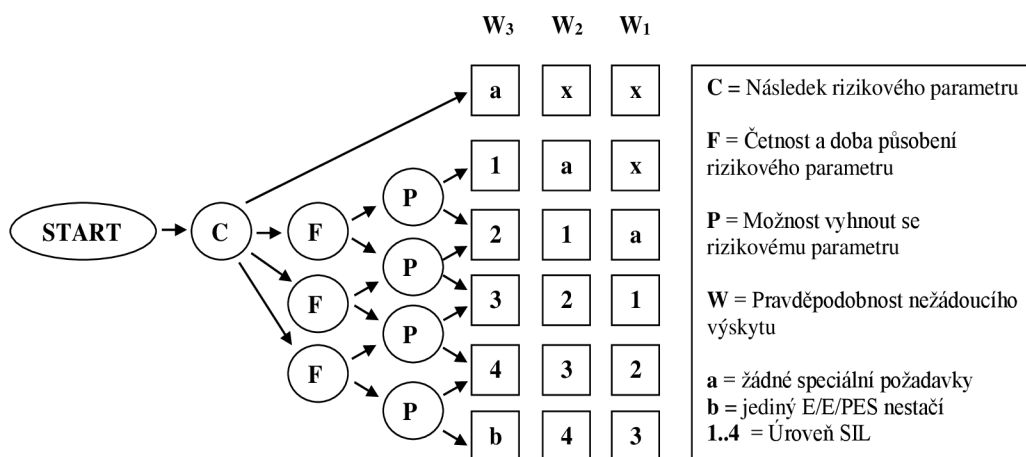 W₃ W₂ W₁
a x x
1 a x
P
START C F 2 1 a
P
F 3 2 1
P
F 4 3 2
P
b 4 3
C = Následek rizikového parametru
F = Četnost a doba působení
rizikového parametru
P = Možnost vyhnout se
rizikovému parametru
W = Pravděpodobnost nežádoucího
výskytu
a = žádné speciální požadavky
b = jediný E/E/PES nestačí
1..4 = Úroveň SIL